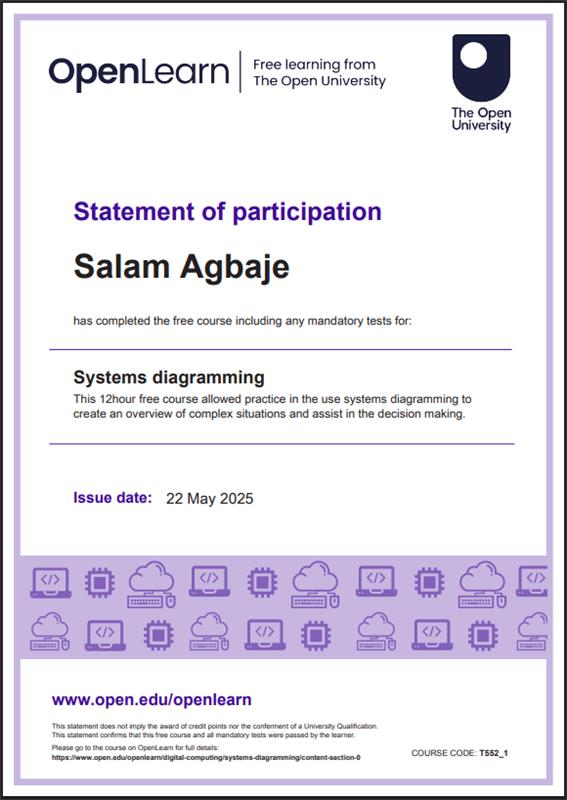 OpenLearn
Free learning from
The Open University
The Open
University
Statement of participation
Salam Agbaje
has completed the free course including any mandatory tests for:
Systems diagramming
This 12hour free course allowed practice in the use systems diagramming to
create an overview of complex situations and assist in the decision making.
Issue date: 22 May 2025
www.open.edu/openlearn
This statement does not imply the award of credit points nor the conferment of a University Qualification.
This statement confirms that this free course and all mandatory tests were passed by the learner.
Please go to the course on OpenLearn for full details:
https://www.open.edu/openlearn/digital-computing/systems-diagramming/content-section-0
COURSE CODE: T552_1